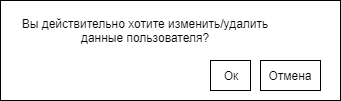 Вы действительно хотите изменить/удалить
данные пользователя?
Ок
Отмена